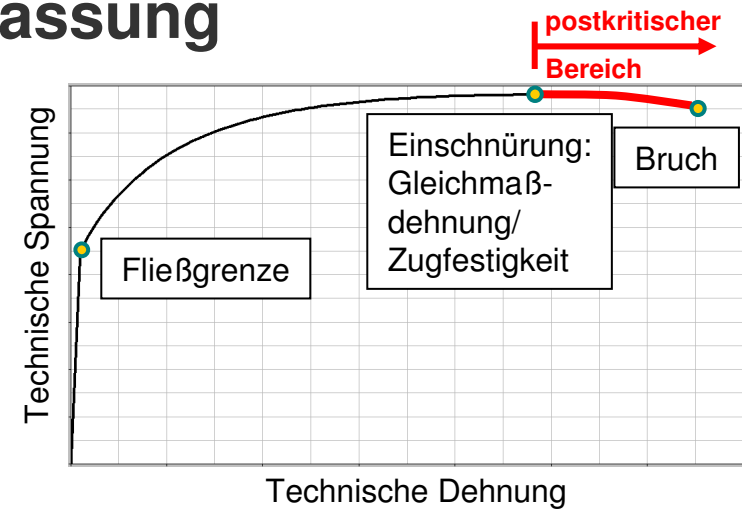 assung
postkritischer
Bereich
Technische Spannung
Einschnürung:
Gleichmaß-
dehnung/
Zugfestigkeit
Bruch
Fließgrenze
Technische Dehnung